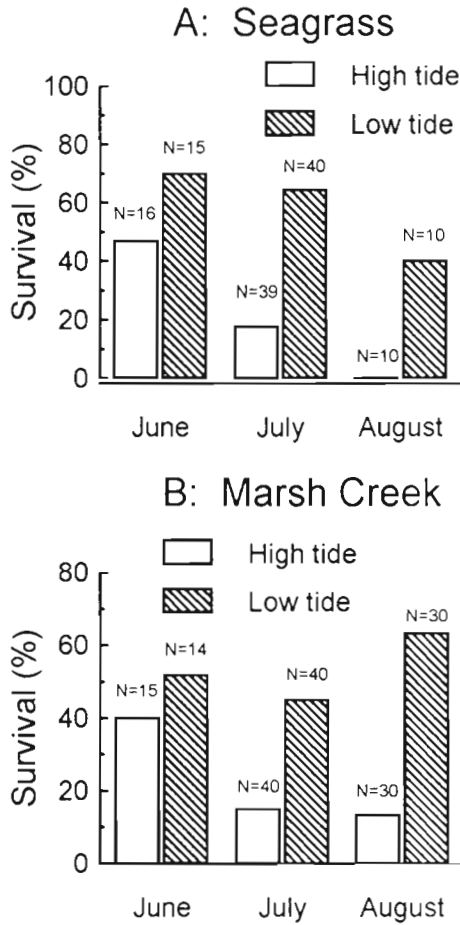 A: Seagrass
High tide
Low tide
Survival (%)
100
80
60
40
20
0
N=16
N=15
N=39
N=40
N=10
N=10
June July August
B: Marsh Creek
High tide
Low tide
Survival (%)
80
60
40
20
0
N=15
N=14
N=40
N=40
N=30
N=30
June July August